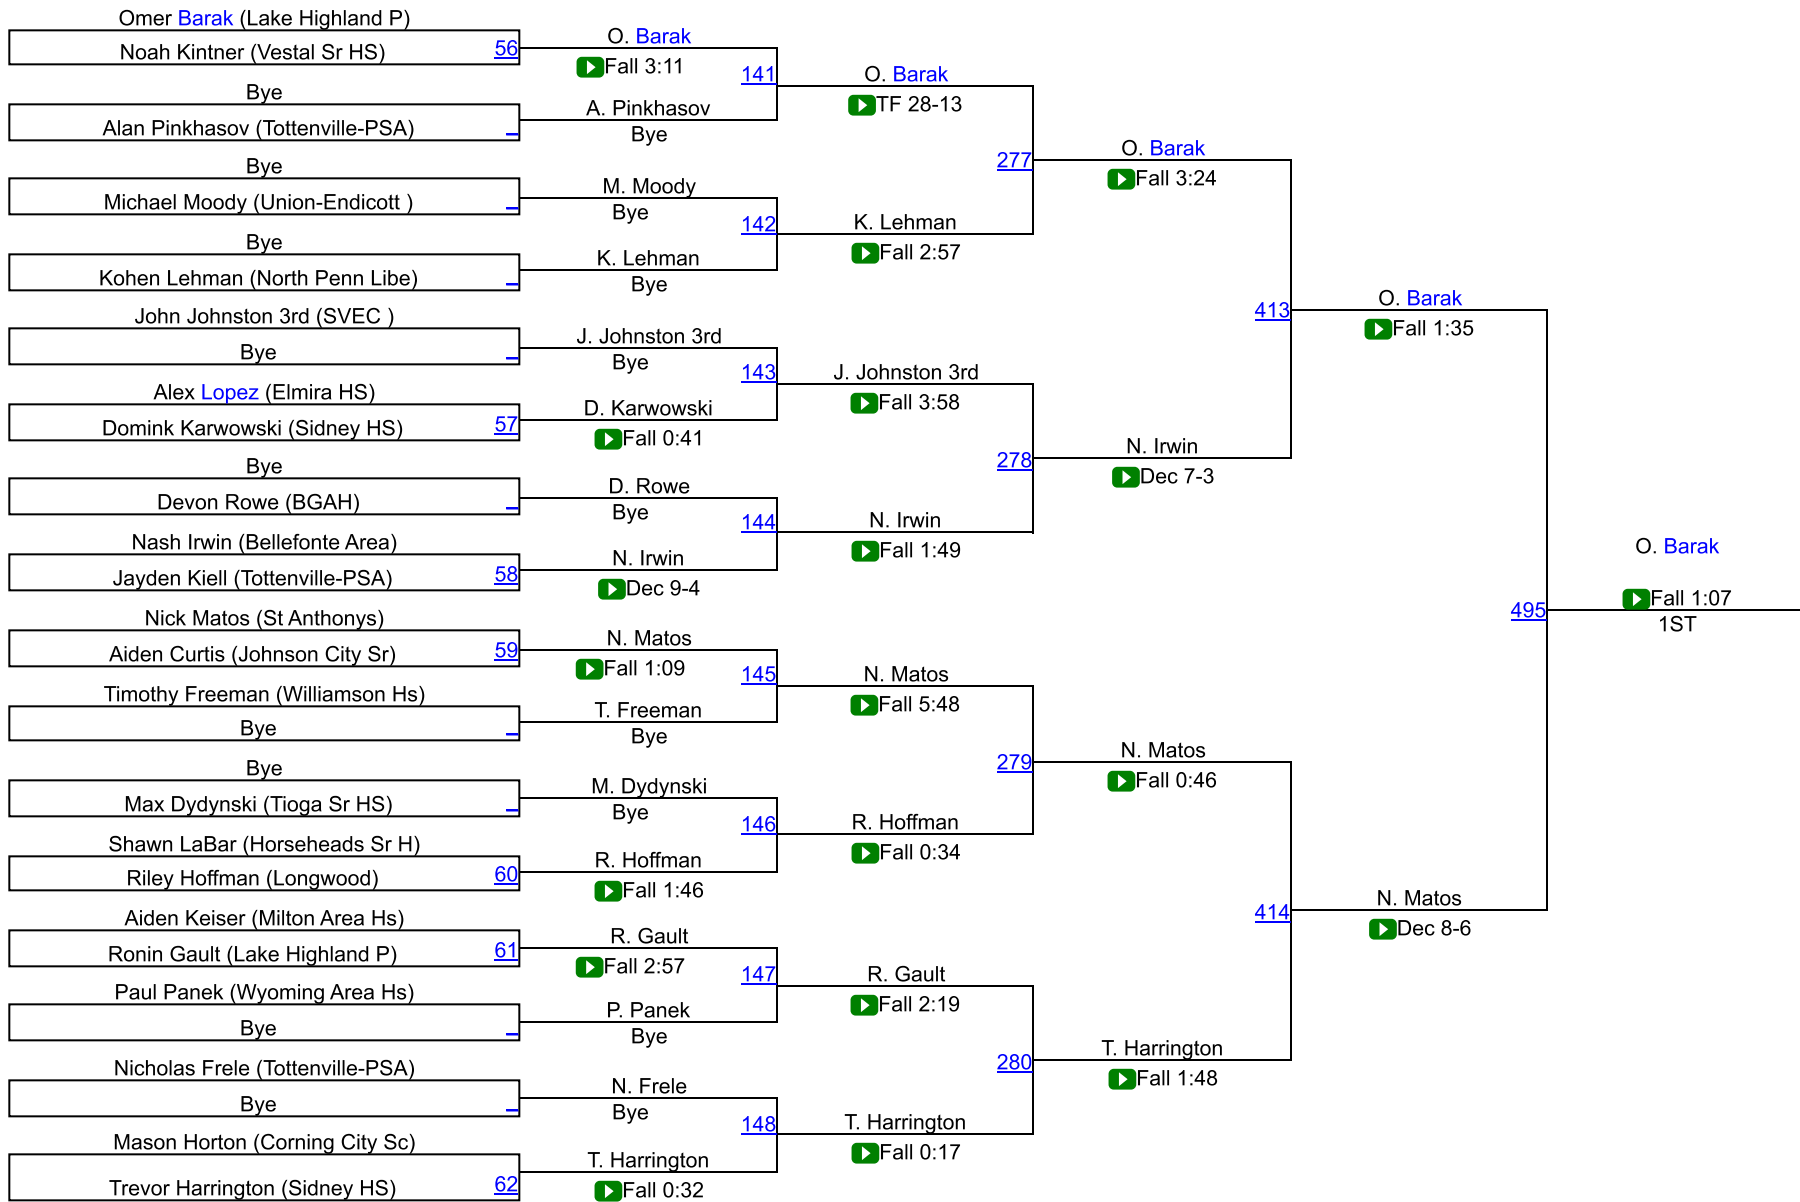 Omer Barak (Lake Highland P)
Noah Kintner (Vestal Sr HS) 56
Bye
Alan Pinkhasov (Tottenville-PSA)
Bye
Michael Moody (Union-Endicott )
Bye
Kohen Lehman (North Penn Libe)
John Johnston 3rd (SVEC )
Bye
Alex Lopez (Elmira HS)
Domink Karwowski (Sidney HS) 57
Bye
Devon Rowe (BGAH)
Nash Irwin (Bellefonte Area)
Jayden Kiell (Tottenville-PSA) 58
Nick Matos (St Anthonys)
Aiden Curtis (Johnson City Sr) 59
Timothy Freeman (Williamson Hs)
Bye
Bye
Max Dydynski (Tioga Sr HS)
Shawn LaBar (Horseheads Sr H)
Riley Hoffman (Longwood) 60
Aiden Keiser (Milton Area Hs)
Ronin Gault (Lake Highland P) 61
Paul Panek (Wyoming Area Hs)
Bye
Nicholas Frele (Tottenville-PSA)
Bye
Mason Horton (Corning City Sc)
Trevor Harrington (Sidney HS) 62
O. Barak
Fall 3:11
141
A. Pinkhasov
Bye
M. Moody
Bye
142
K. Lehman
Bye
J. Johnston 3rd
Bye
143
D. Karwowski
Fall 0:41
D. Rowe
Bye
144
N. Irwin
Dec 9-4
N. Matos
Fall 1:09
145
T. Freeman
Bye
M. Dydynski
Bye
146
R. Hoffman
Fall 1:46
R. Gault
Fall 2:57
147
P. Panek
Bye
N. Frele
Bye
148
T. Harrington
Fall 0:32
O. Barak
TF 28-13
277
K. Lehman
Fall 2:57
J. Johnston 3rd
Fall 3:58
278
N. Irwin
Fall 1:49
N. Matos
Fall 5:48
279
R. Hoffman
Fall 0:34
R. Gault
Fall 2:19
280
T. Harrington
Fall 0:17
O. Barak
Fall 3:24
413
N. Irwin
Dec 7-3
N. Matos
Fall 0:46
414
T. Harrington
Fall 1:48
O. Barak
Fall 1:35
495
N. Matos
Dec 8-6
O. Barak
Fall 1:07
1ST